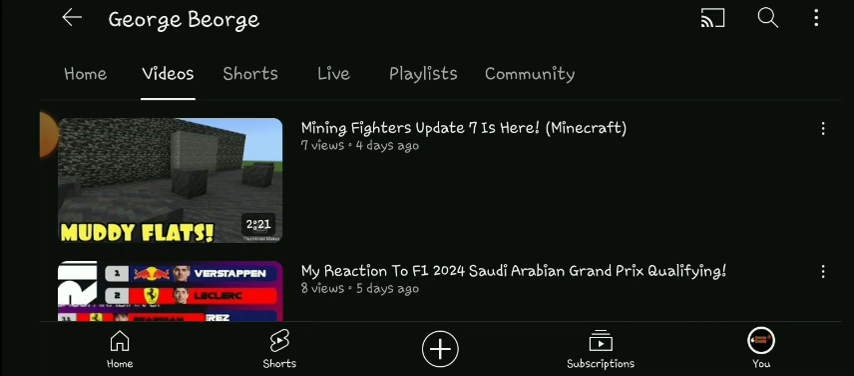 George Beorge
Home Videos Shorts Live Playlists Community
Mining Fighters Update 7 Is Here! (Minecraft)
7 views • 4 days ago
2:21
MUDDY FLATS!
My Reaction To F1 2024 Saudi Arabian Grand Prix Qualifying!
8 views • 5 days ago
1 VERSTAPPEN
2 LECLERC
Home Shorts Subscriptions You